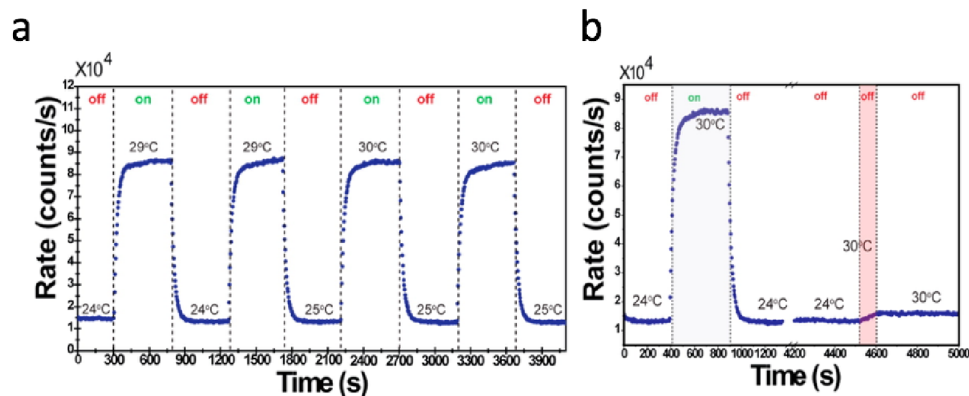 a
X10⁴
12
11
10
9
8
7
6
5
4
3
2
1
0
Rate (counts/s)
off on off on off on off on off
29°C 29°C 30°C 30°C
24°C 24°C 25°C 25°C 25°C
0 300 600 900 1200 1500 1800 2100 2400 2700 3000 3300 3600 3900
Time (s)
b
X10⁴
9
8
7
6
5
4
3
2
1
Rate (counts/s)
off on off off off off
30°C
30°C
24°C 24°C 24°C 30°C
0 200 400 600 800 1000 1200 4200 4400 4600 4800 5000
Time (s)